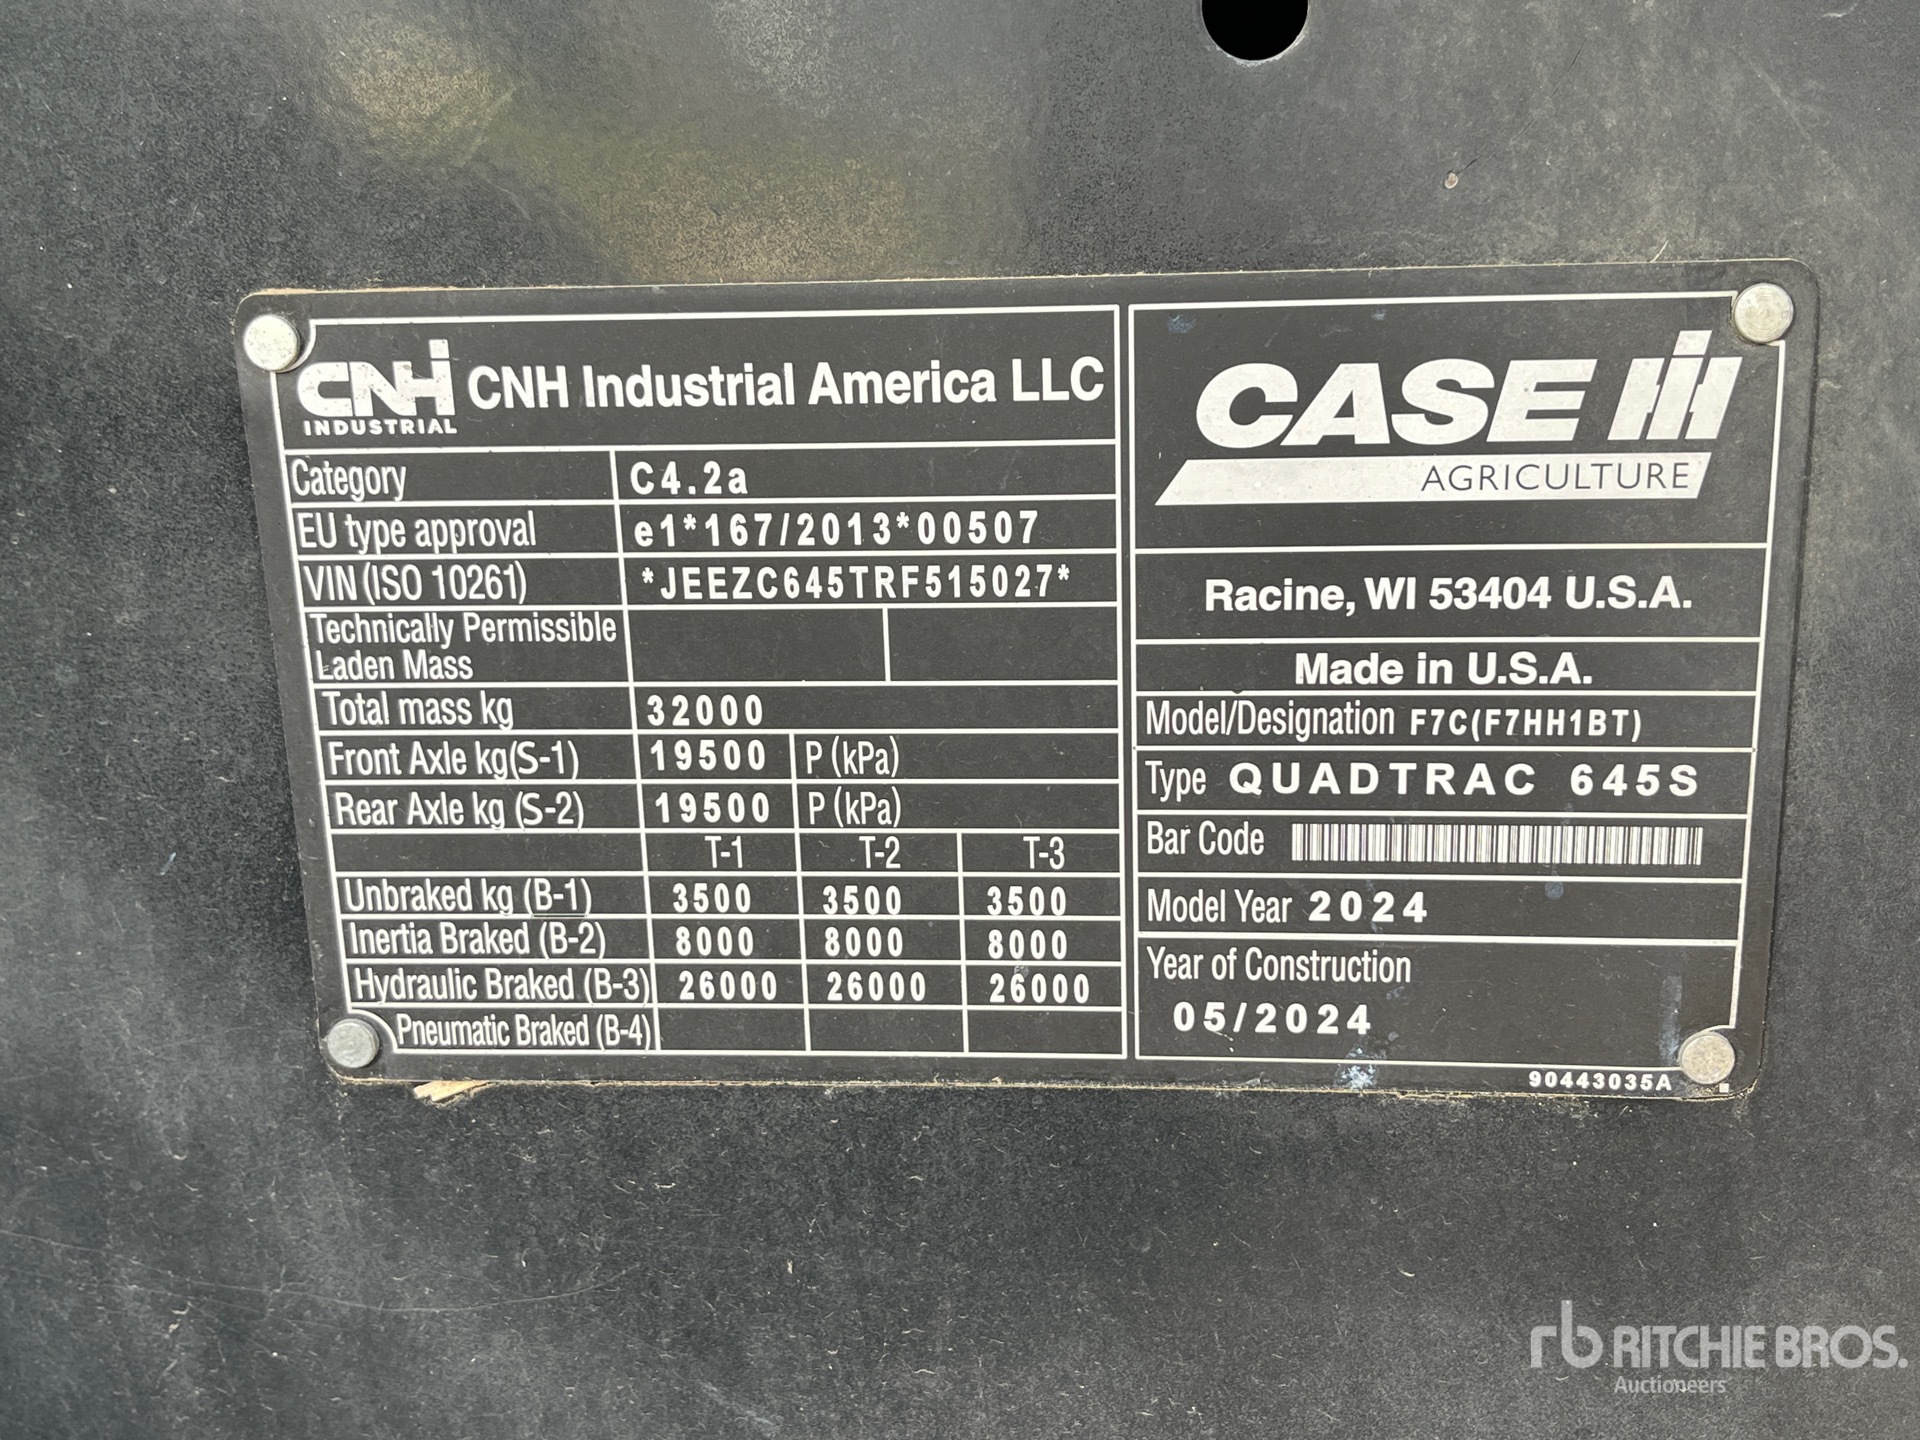 CNH INDUSTRIAL CNH Industrial America LLC
Category C4.2a
EU type approval e1*167/2013*00507
VIN (ISO 10261) *JEEZC645TRF515027*
Technically Permissible
Laden Mass
Total mass kg 32000
Front Axle kg(S-1) 19500 P (kPa)
Rear Axle kg (S-2) 19500 P (kPa)
T-1 T-2 T-3
Unbraked kg (B-1) 3500 3500 3500
Inertia Braked (B-2) 8000 8000 8000
Hydraulic Braked (B-3) 26000 26000 26000
Pneumatic Braked (B-4)
CASE IH
AGRICULTURE
Racine, WI 53404 U.S.A.
Made in U.S.A.
Model/Designation F7C(F7HH1BT)
Type QUADTRAC 645S
Bar Code
Model Year 2024
Year of Construction
05/2024
90443035A
rb RITCHIE BROS.
Auctioneers